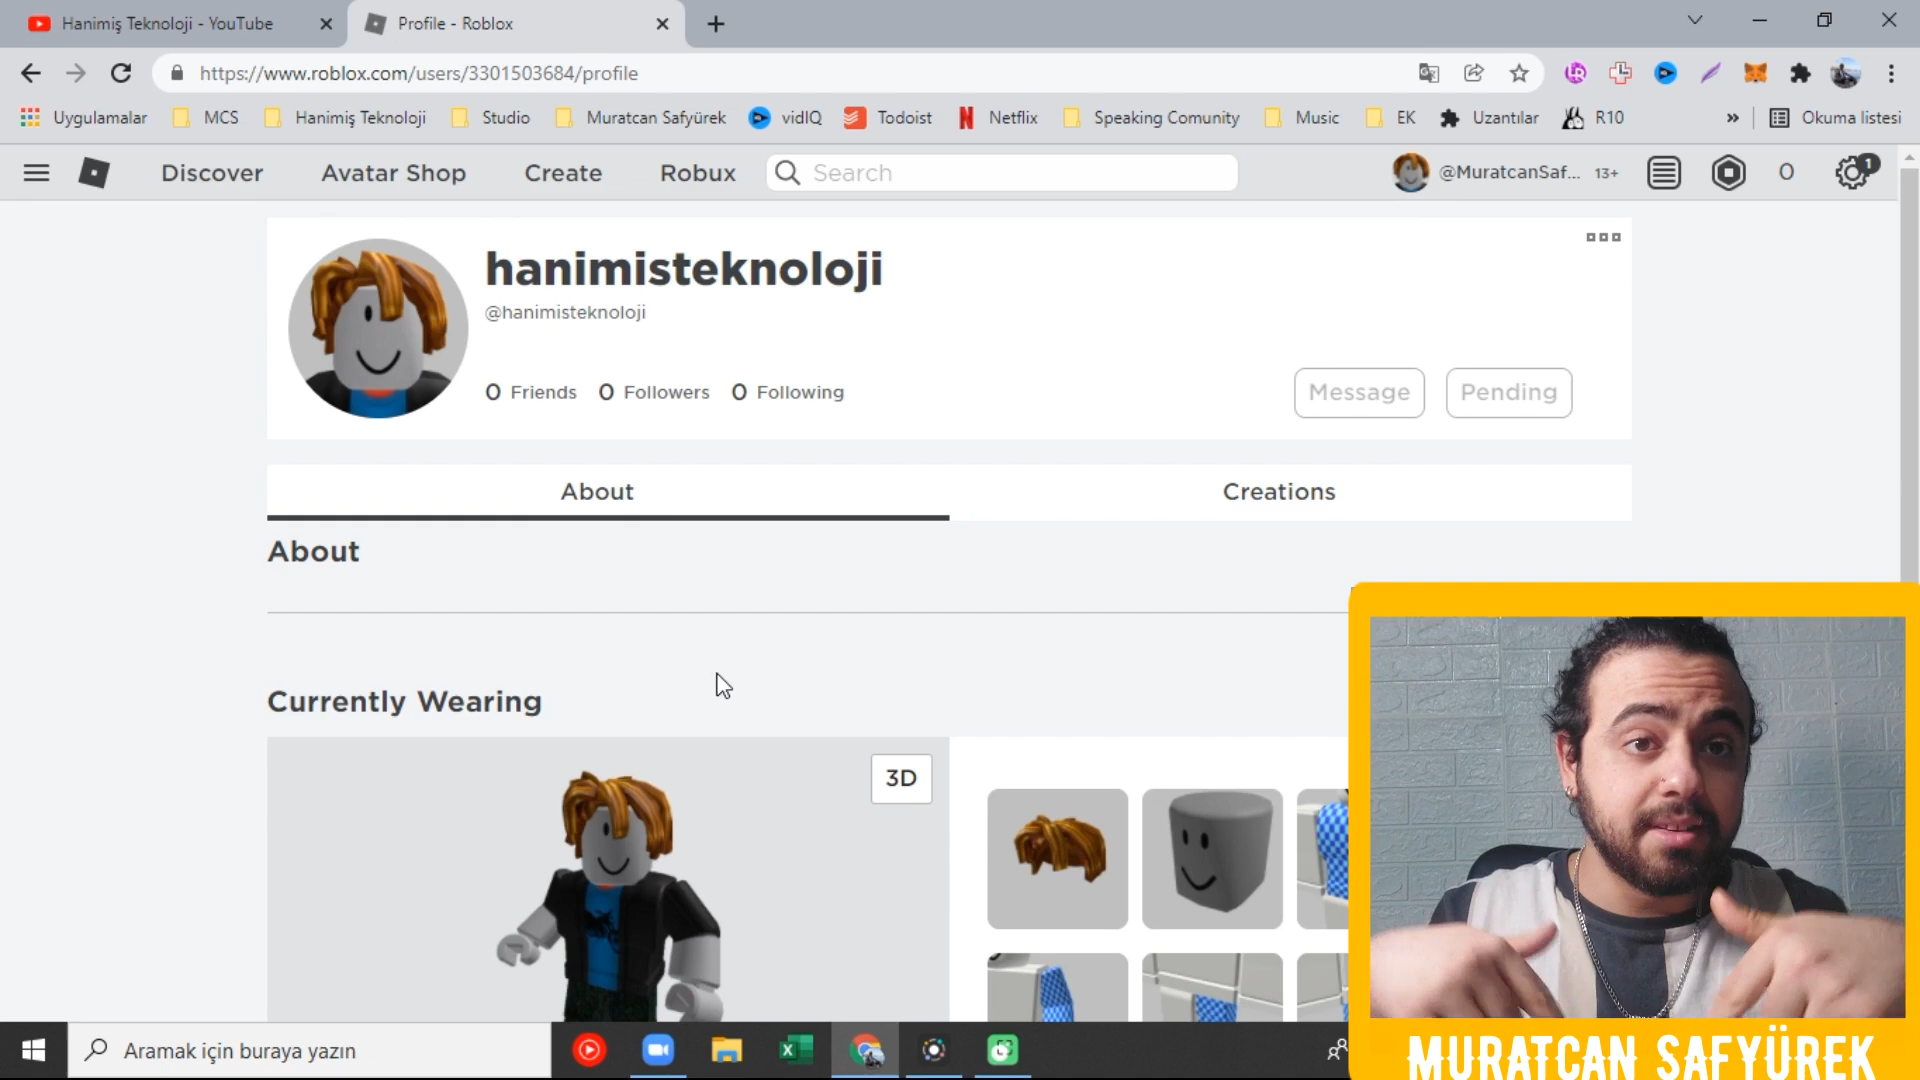 Hanimiş Teknoloji - YouTube
Profile - Roblox
https://www.roblox.com/users/3301503684/profile
Uygulamalar MCS Hanimiş Teknoloji Studio Muratcan Safyürek vidIQ Todoist Netflix Speaking Comunity Music EK Uzantılar R10 » Okuma listesi
Discover Avatar Shop Create Robux Search @MuratcanSaf... 13+ 0 1
hanimisteknoloji
@hanimisteknoloji
0 Friends 0 Followers 0 Following
Message Pending
About Creations
About
Currently Wearing
3D
Aramak için buraya yazın
MURATCAN SAFYÜREK